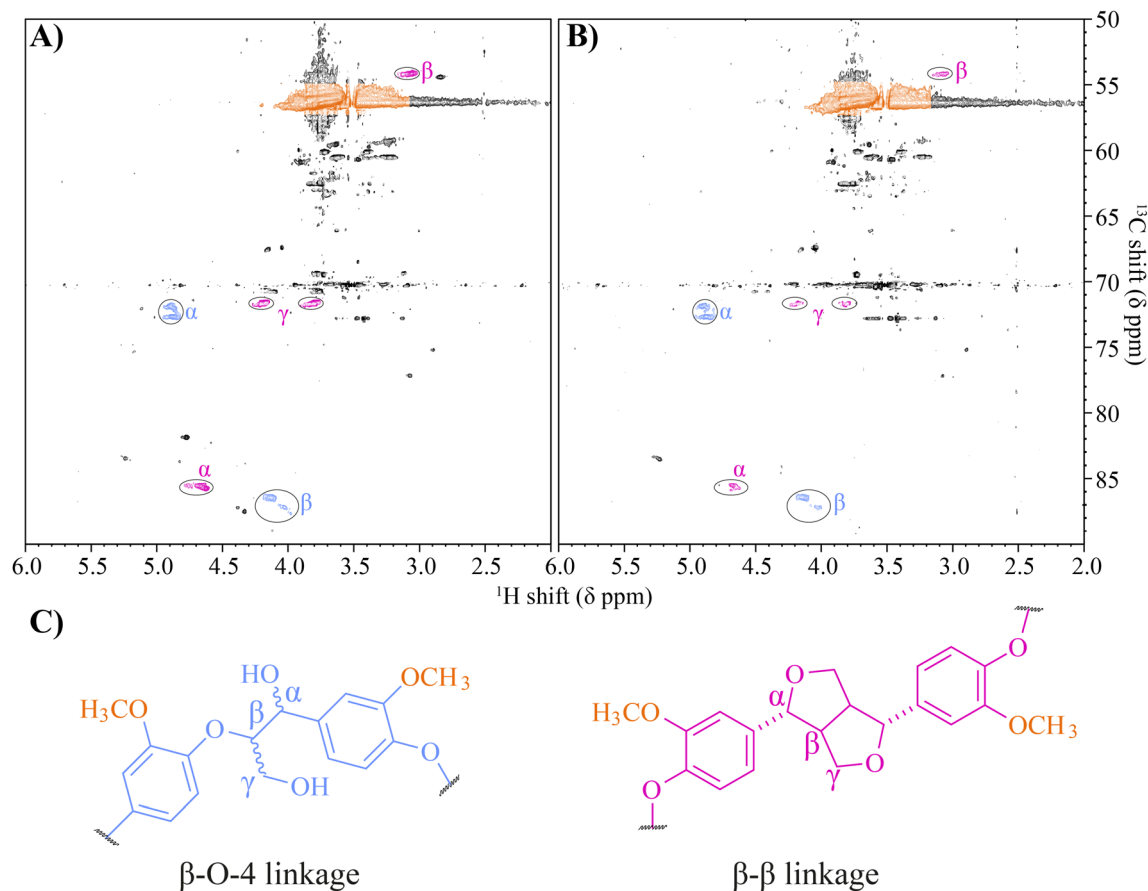 A)
B)
β
β
50
55
60
65
70
75
80
85
¹³C shift (δ ppm)
α
γ
α
γ
α
β
α
β
6.0 5.5 5.0 4.5 4.0 3.5 3.0 2.5 6.0 5.5 5.0 4.5 4.0 3.5 3.0 2.5 2.0
¹H shift (δ ppm)
C)
HO
α
OCH₃
H₃CO
β
O
O
γ
OH
β-O-4 linkage
O
O
α
H₃CO
OCH₃
β
O
γ
O
β-β linkage